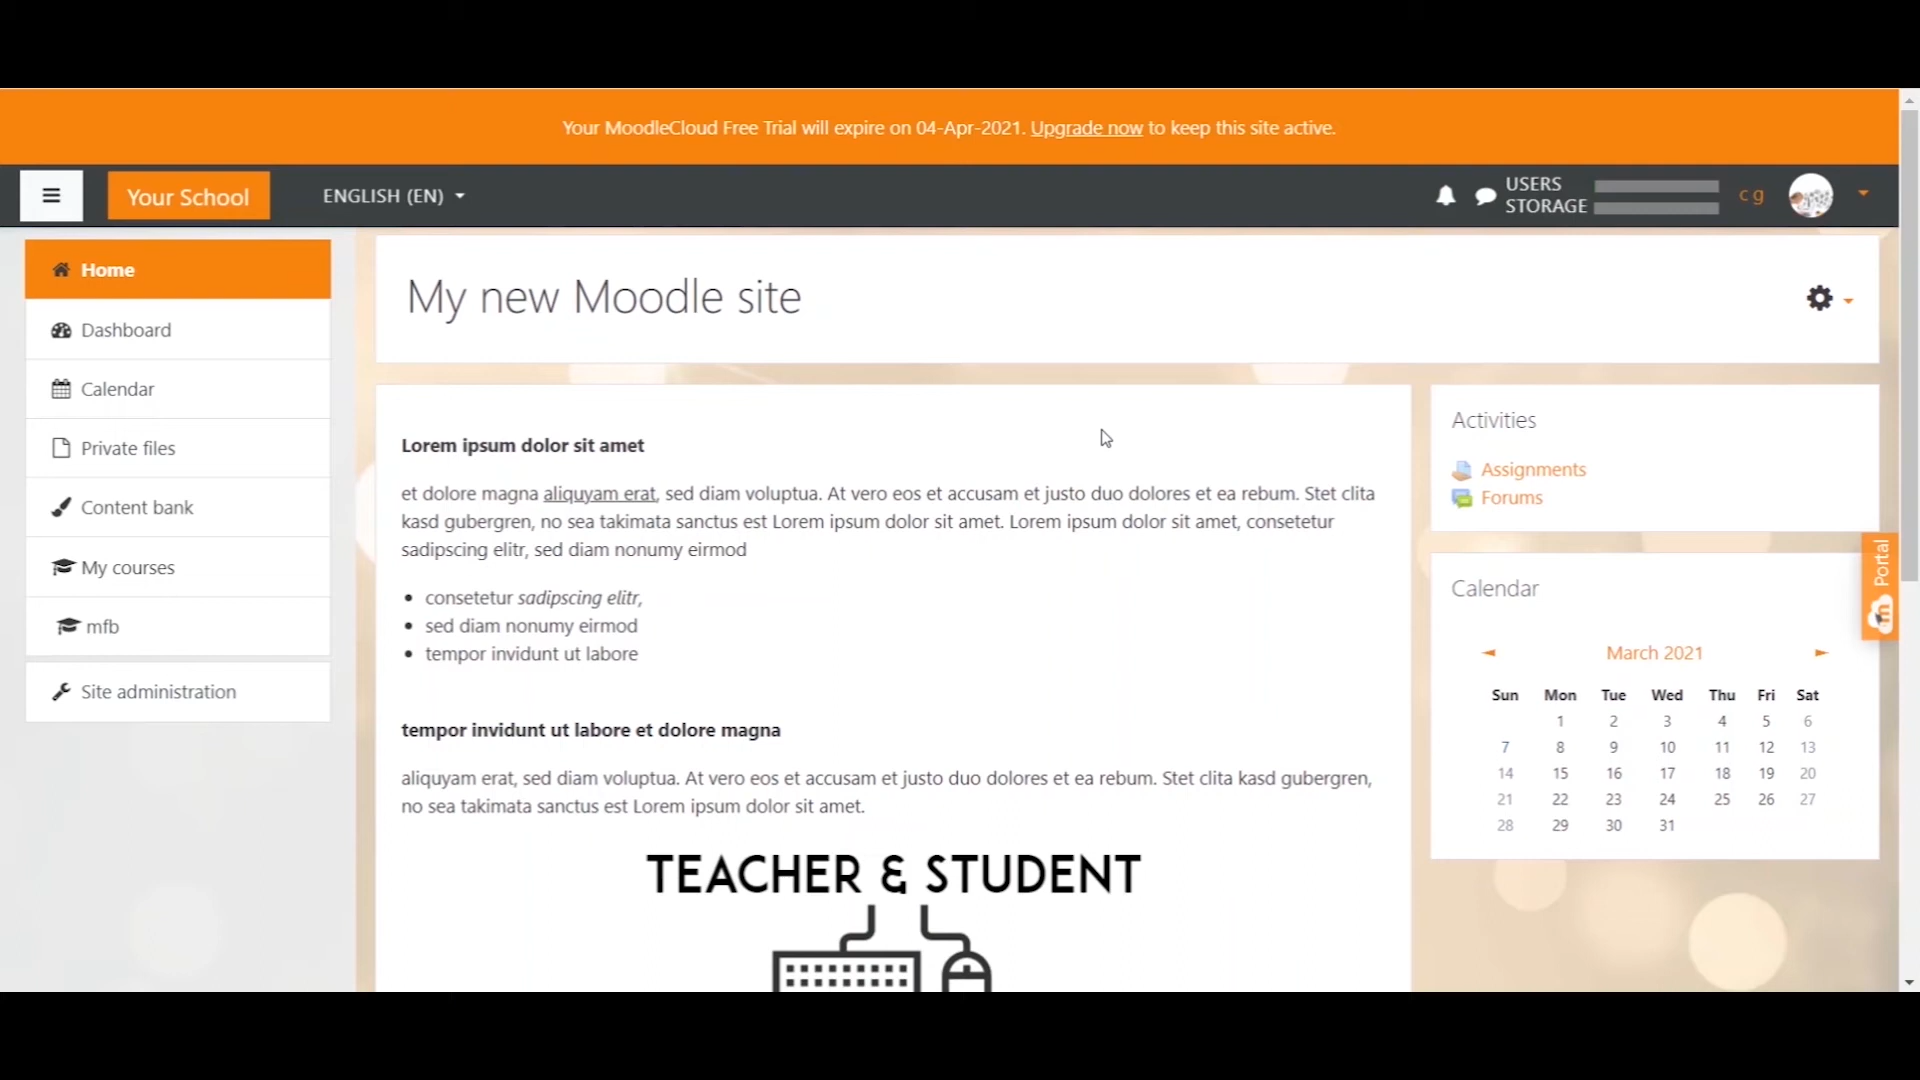 Your MoodleCloud Free Trial will expire on 04-Apr-2021. Upgrade now to keep this site active.
Your School
ENGLISH (EN)
USERS
STORAGE
c g
Home
Dashboard
Calendar
Private files
Content bank
My courses
mfb
Site administration
My new Moodle site
Lorem ipsum dolor sit amet
et dolore magna aliquyam erat, sed diam voluptua. At vero eos et accusam et justo duo dolores et ea rebum. Stet clita
kasd gubergren, no sea takimata sanctus est Lorem ipsum dolor sit amet. Lorem ipsum dolor sit amet, consetetur
sadipscing elitr, sed diam nonumy eirmod
• consetetur sadipscing elitr,
• sed diam nonumy eirmod
• tempor invidunt ut labore
tempor invidunt ut labore et dolore magna
aliquyam erat, sed diam voluptua. At vero eos et accusam et justo duo dolores et ea rebum. Stet clita kasd gubergren,
no sea takimata sanctus est Lorem ipsum dolor sit amet.
TEACHER & STUDENT
Activities
Assignments
Forums
Portal
m
Calendar
◄ March 2021 ►
Sun Mon Tue Wed Thu Fri Sat
1 2 3 4 5 6
7 8 9 10 11 12 13
14 15 16 17 18 19 20
21 22 23 24 25 26 27
28 29 30 31